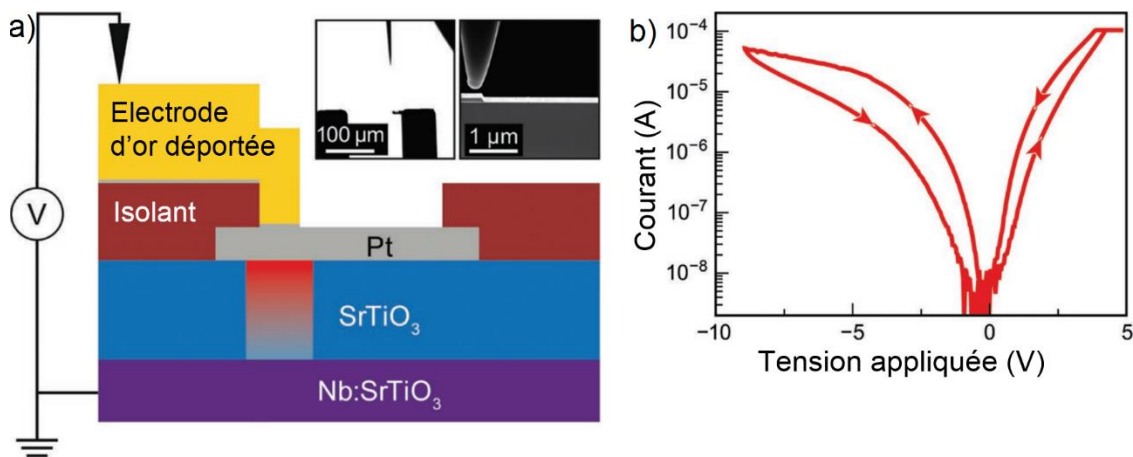 a)
Electrode
d'or déportée
100 µm
1 µm
V
Isolant
Pt
SrTiO₃
Nb:SrTiO₃
b)
Courant (A)
10⁻⁴
10⁻⁵
10⁻⁶
10⁻⁷
10⁻⁸
−10
−5
0
5
Tension appliquée (V)